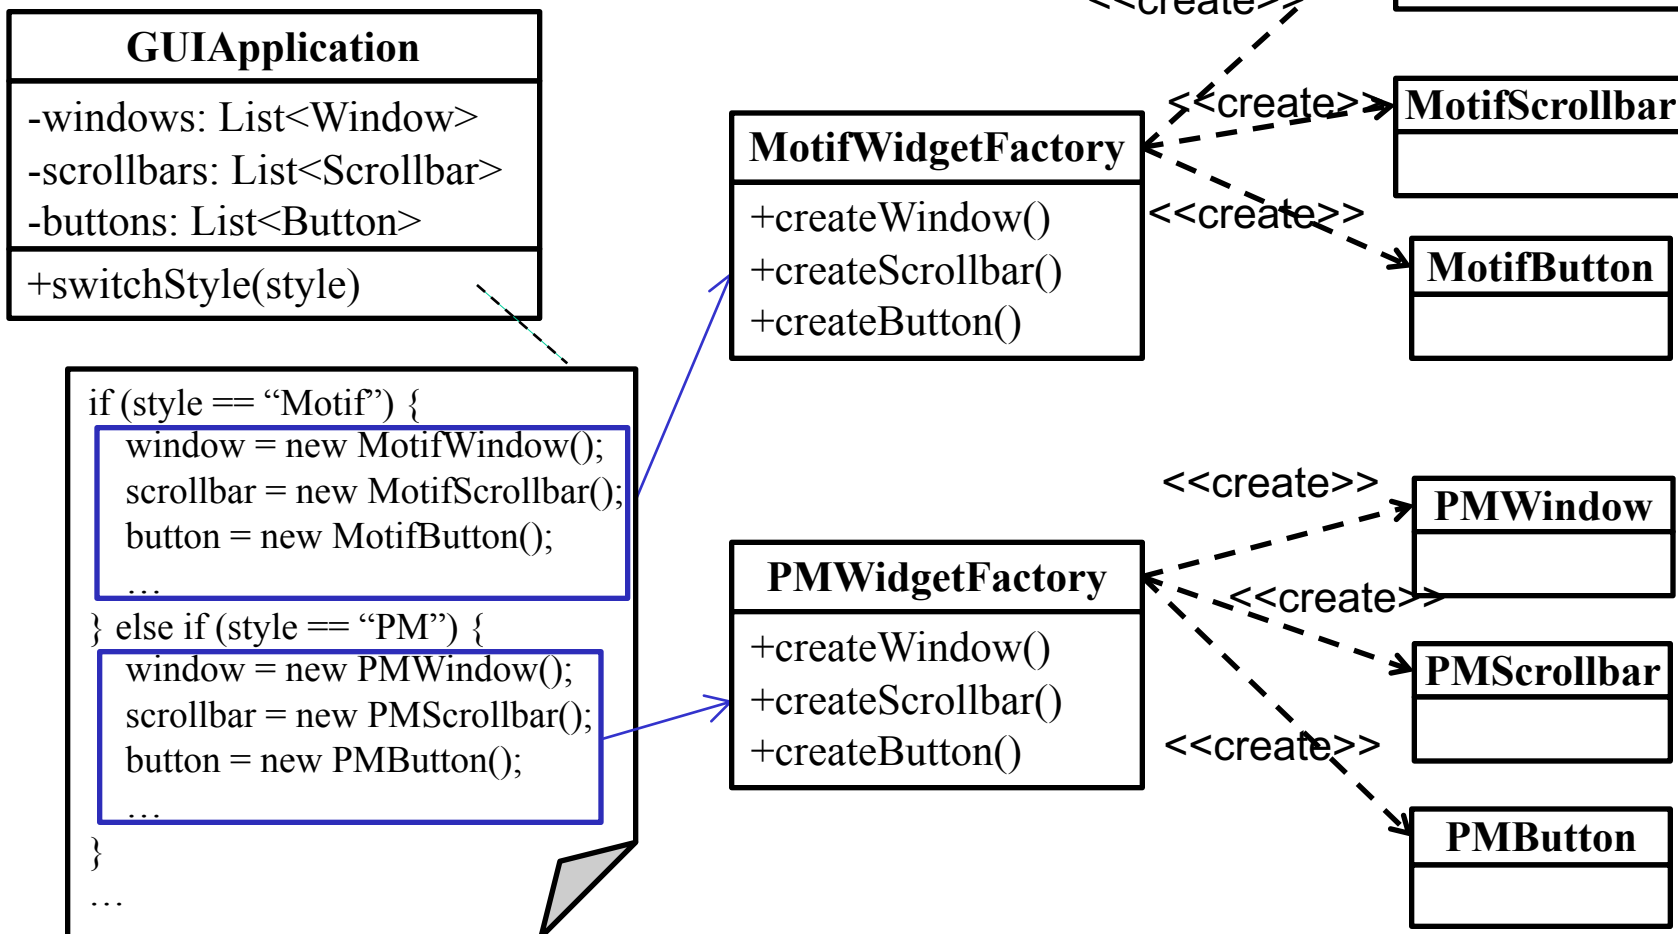 GUIApplication
-windows: List<Window>
-scrollbars: List<Scrollbar>
-buttons: List<Button>
+switchStyle(style)
if (style == “Motif”) {
window = new MotifWindow();
scrollbar = new MotifScrollbar();
button = new MotifButton();
…
} else if (style == “PM”) {
window = new PMWindow();
scrollbar = new PMScrollbar();
button = new PMButton();
…
}
…
MotifWidgetFactory
+createWindow()
+createScrollbar()
+createButton()
<<create>>
<<create>>
<<create>>
MotifScrollbar
MotifButton
PMWidgetFactory
+createWindow()
+createScrollbar()
+createButton()
<<create>>
<<create>>
<<create>>
PMWindow
PMScrollbar
PMButton